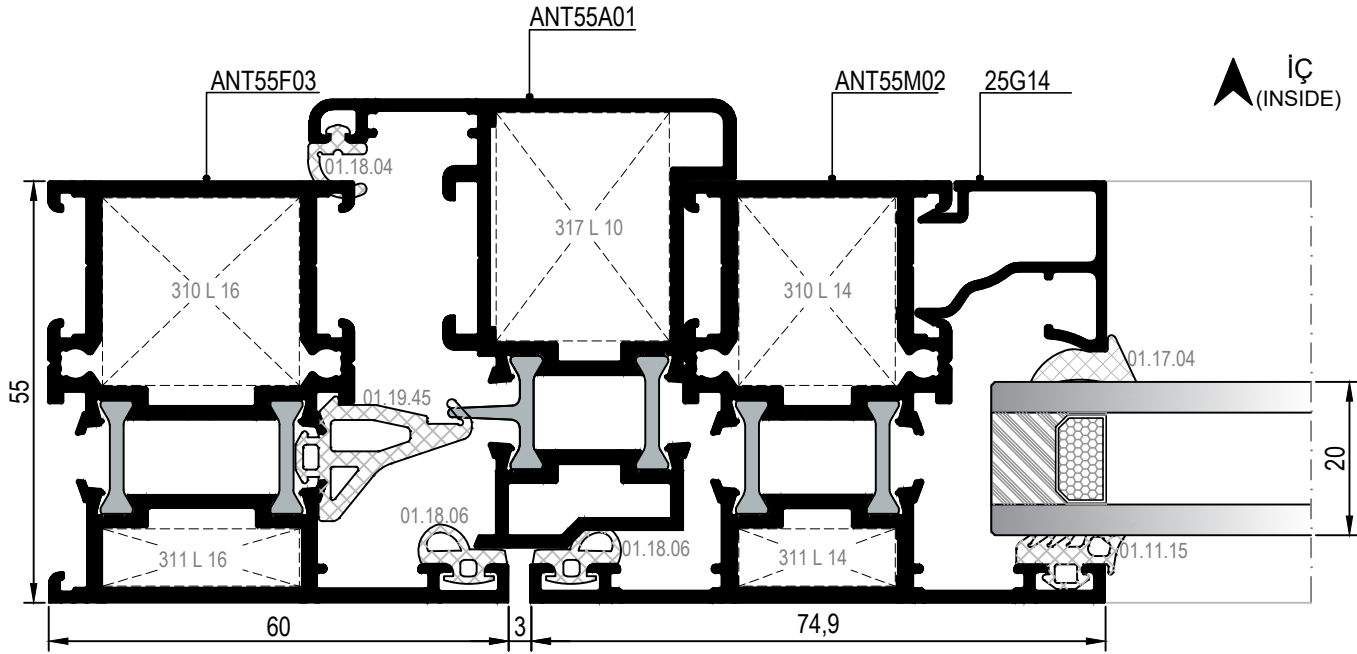 ANT55A01
ANT55F03
ANT55M02
25G14
İÇ
(INSIDE)
01.18.04
317 L 10
310 L 16
310 L 14
01.17.04
55
01.19.45
20
01.18.06
01.18.06
01.11.15
311 L 16
311 L 14
60
3
74,9